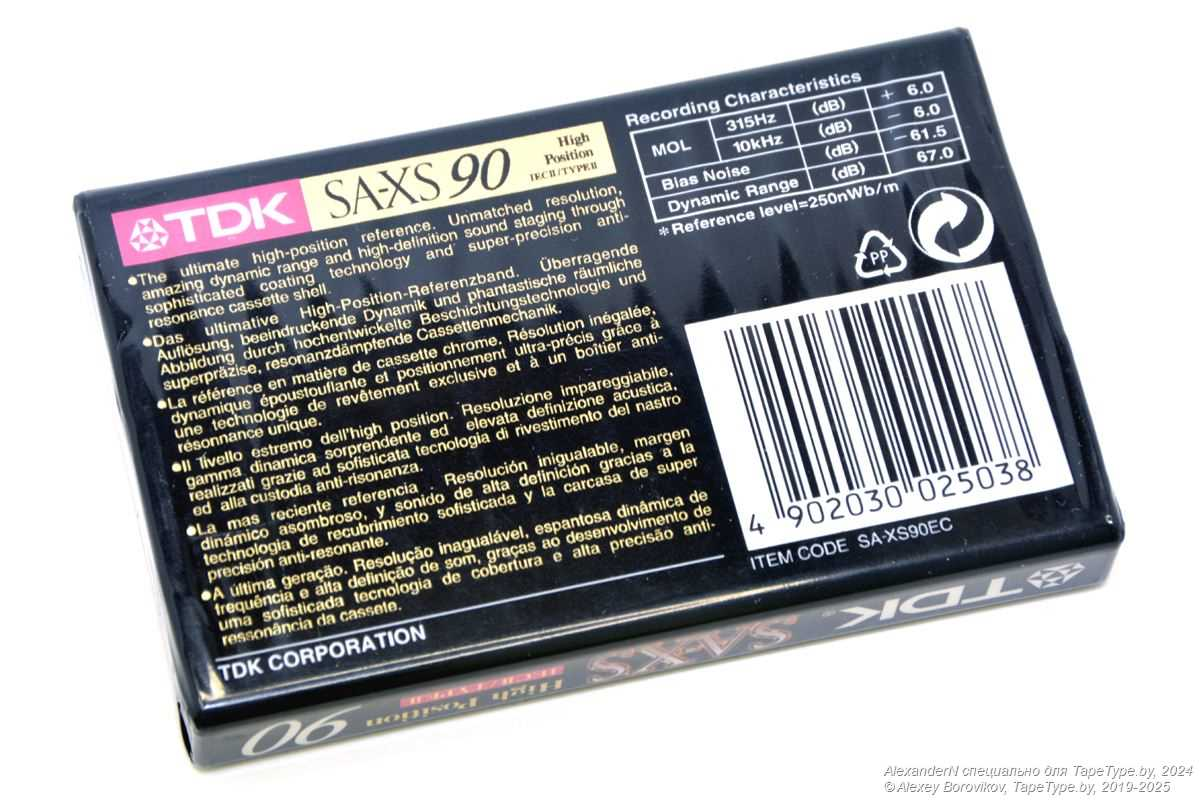 TDK SA-XS 90 High
Position
IECII/TYPEII
•The ultimate high-position reference. Unmatched resolution,
amazing dynamic range and high-definition sound staging through
sophisticated coating technology and super-precision anti-
resonance cassette shell.
•Das ultimative High-Position-Referenzband. Überragende
Auflösung, beeindruckende Dynamik und phantastische räumliche
Abbildung durch hochentwickelte Beschichtungstechnologie und
superpräzise, resonanzdämpfende Cassettenmechanik.
•La référence en matière de cassette chrome. Résolution inégalée,
dynamique époustouflante et positionnement ultra-précis grâce à
une technologie de revêtement exclusive et à un boîtier anti-
résonnance unique.
•Il livello estremo dell'high position. Resoluzione impareggiabile,
gamma dinamica sorprendente ed elevata definizione acustica,
realizzati grazie ad sofisticata tecnologia di rivestimento del nastro
ed alla custodia anti-risonanza.
•La mas reciente referencia . Resolución inigualable, margen
dinámico asombroso, y sonido de alta definición gracias a la
technologia de recubrimiento sofisticada y la carcasa de super
precisión anti-resonante.
•A última geração. Resolução inagualável, espantosa dinâmica de
frequência e alta definição de som, graças ao desenvolvimento de
uma sofisticada tecnologia de cobertura e alta precisão anti-
ressonância da cassete.
TDK CORPORATION
Recording Characteristics
MOL 315Hz (dB) + 6.0
10kHz (dB) − 6.0
Bias Noise (dB) −61.5
Dynamic Range (dB) 67.0
*Reference level=250nWb/m
PP
4 902030 025038
ITEM CODE SA-XS90EC
TDK®
SA-XS
High Position
IECII/TYPEII
90
AlexanderN специально для TapeType.by, 2024
© Alexey Borovikov, TapeType.by, 2019-2025